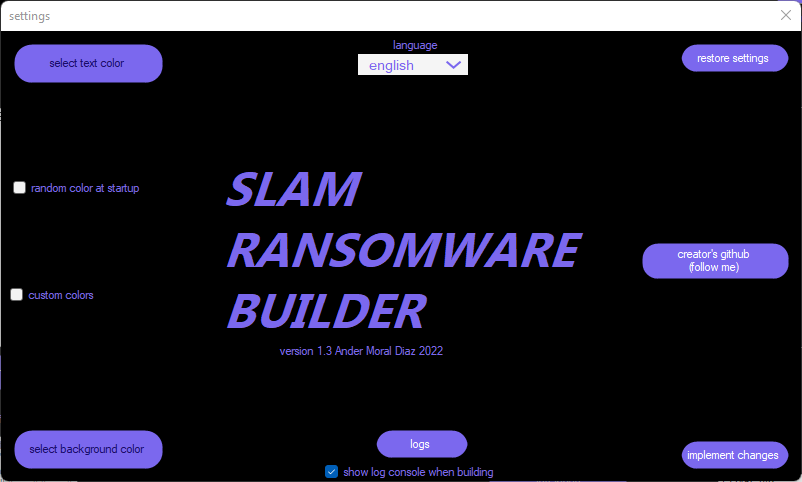 settings
language
select text color
english
restore settings
random color at startup
SLAM
RANSOMWARE
BUILDER
creator's github
(follow me)
custom colors
version 1.3 Ander Moral Diaz 2022
select background color
logs
implement changes
show log console when building